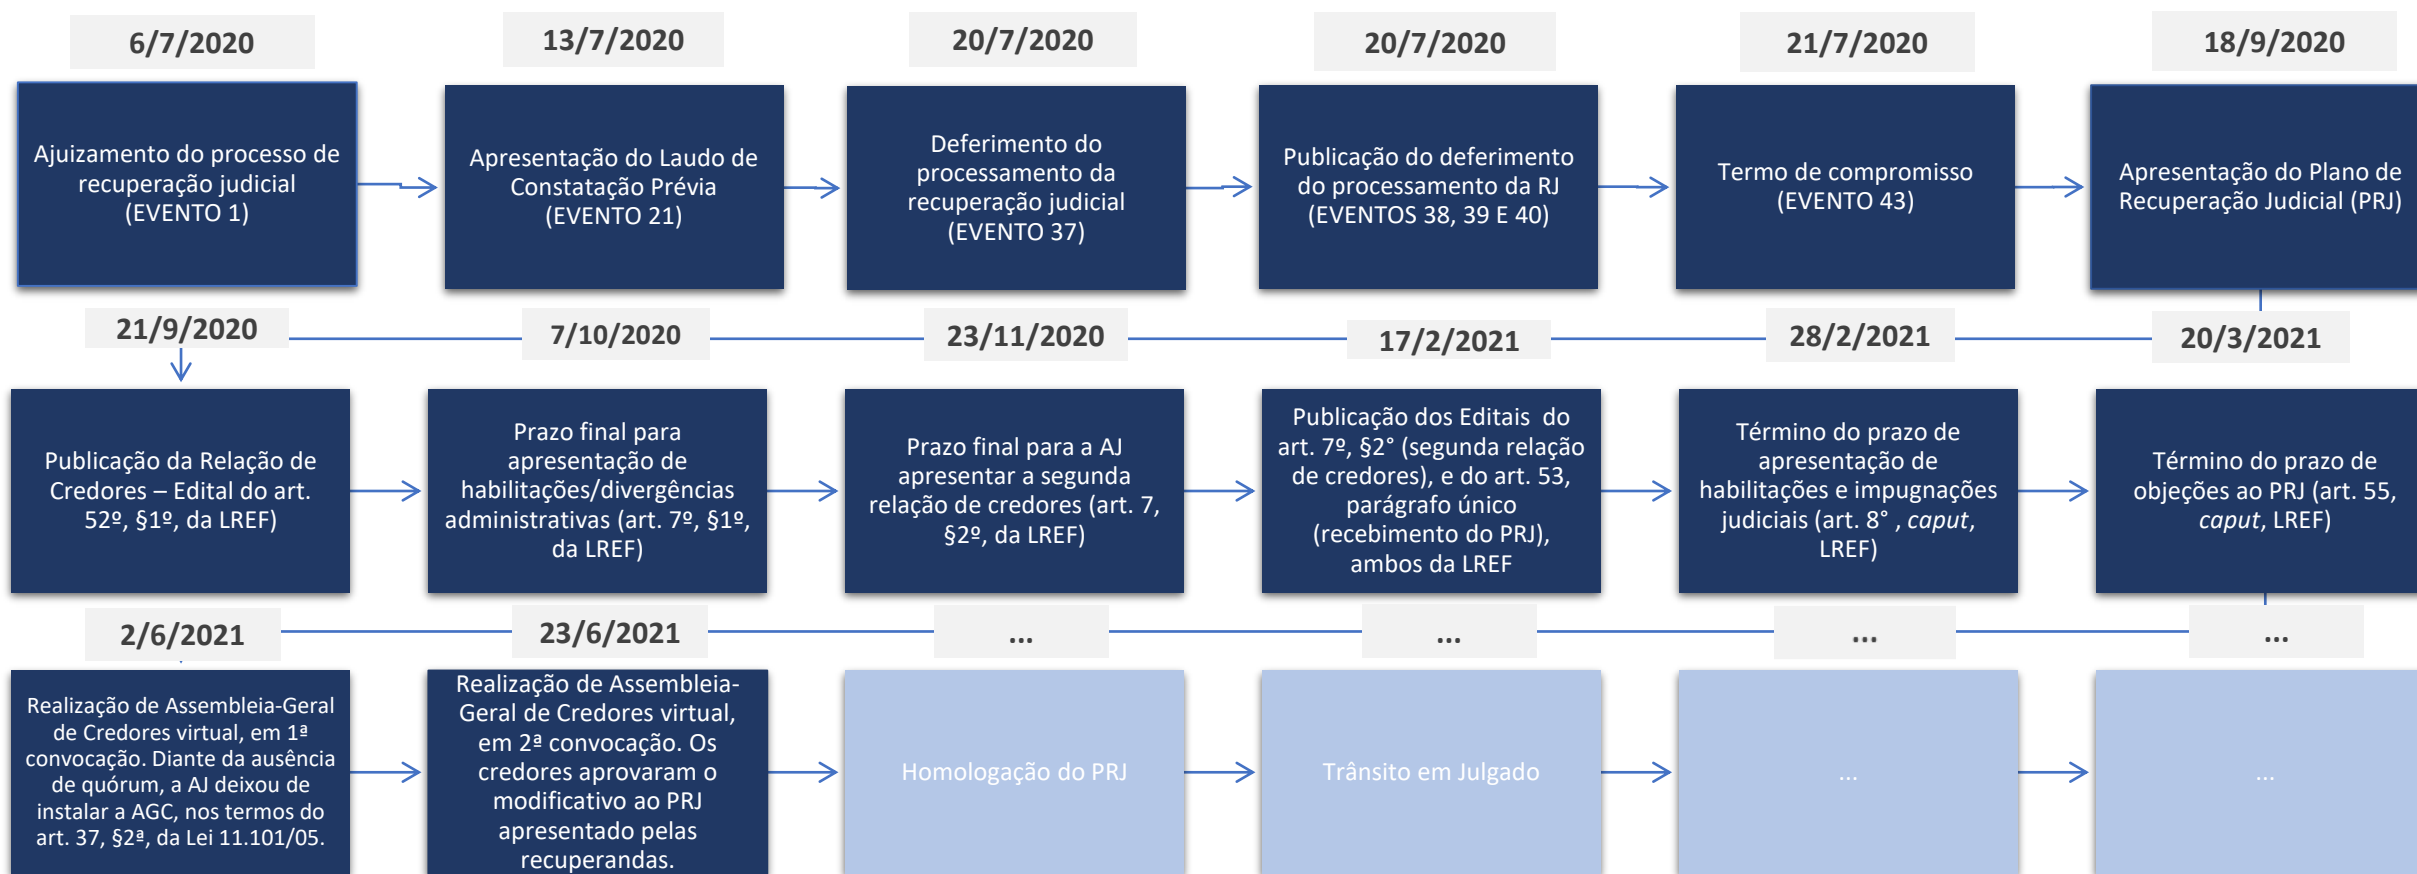 6/7/2020
13/7/2020
20/7/2020
20/7/2020
21/7/2020
18/9/2020
Ajuizamento do processo de
recuperação judicial
(EVENTO 1)
Apresentação do Laudo de
Constatação Prévia
(EVENTO 21)
Deferimento do
processamento da
recuperação judicial
(EVENTO 37)
Publicação do deferimento
do processamento da RJ
(EVENTOS 38, 39 E 40)
Termo de compromisso
(EVENTO 43)
Apresentação do Plano de
Recuperação Judicial (PRJ)
21/9/2020
7/10/2020
23/11/2020
17/2/2021
28/2/2021
20/3/2021
Publicação da Relação de
Credores – Edital do art.
52º, §1º, da LREF)
Prazo final para
apresentação de
habilitações/divergências
administrativas (art. 7º, §1º,
da LREF)
Prazo final para a AJ
apresentar a segunda
relação de credores (art. 7,
§2º, da LREF)
Publicação dos Editais do
art. 7º, §2° (segunda relação
de credores), e do art. 53,
parágrafo único
(recebimento do PRJ),
ambos da LREF
Término do prazo de
apresentação de
habilitações e impugnações
judiciais (art. 8° , caput,
LREF)
Término do prazo de
objeções ao PRJ (art. 55,
caput, LREF)
2/6/2021
23/6/2021
...
...
...
...
Realização de Assembleia-Geral
de Credores virtual, em 1ª
convocação. Diante da ausência
de quórum, a AJ deixou de
instalar a AGC, nos termos do
art. 37, §2ª, da Lei 11.101/05.
Realização de Assembleia-
Geral de Credores virtual,
em 2ª convocação. Os
credores aprovaram o
modificativo ao PRJ
apresentado pelas
recuperandas.
Homologação do PRJ
Trânsito em Julgado
...
...